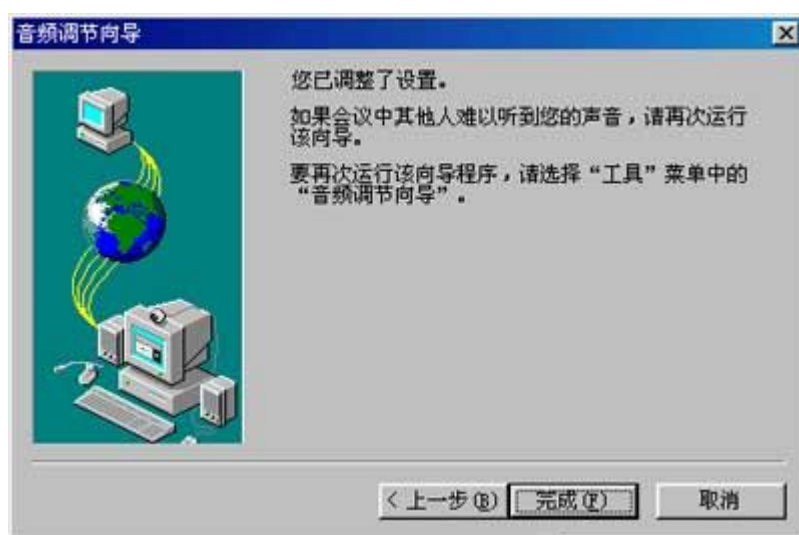 音频调节向导
您已调整了设置。
如果会议中其他人难以听到您的声音，请再次运行
该向导。
要再次运行该向导程序，请选择“工具”菜单中的
“音频调节向导”。
< 上一步(B)
完成(F)
取消